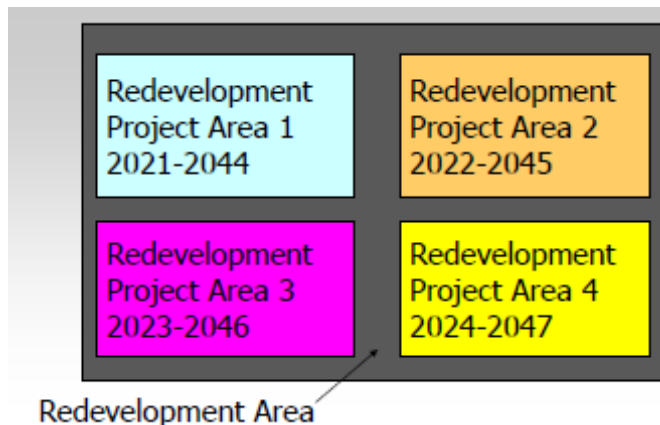 Redevelopment
Project Area 1
2021-2044
Redevelopment
Project Area 2
2022-2045
Redevelopment
Project Area 3
2023-2046
Redevelopment
Project Area 4
2024-2047
Redevelopment Area